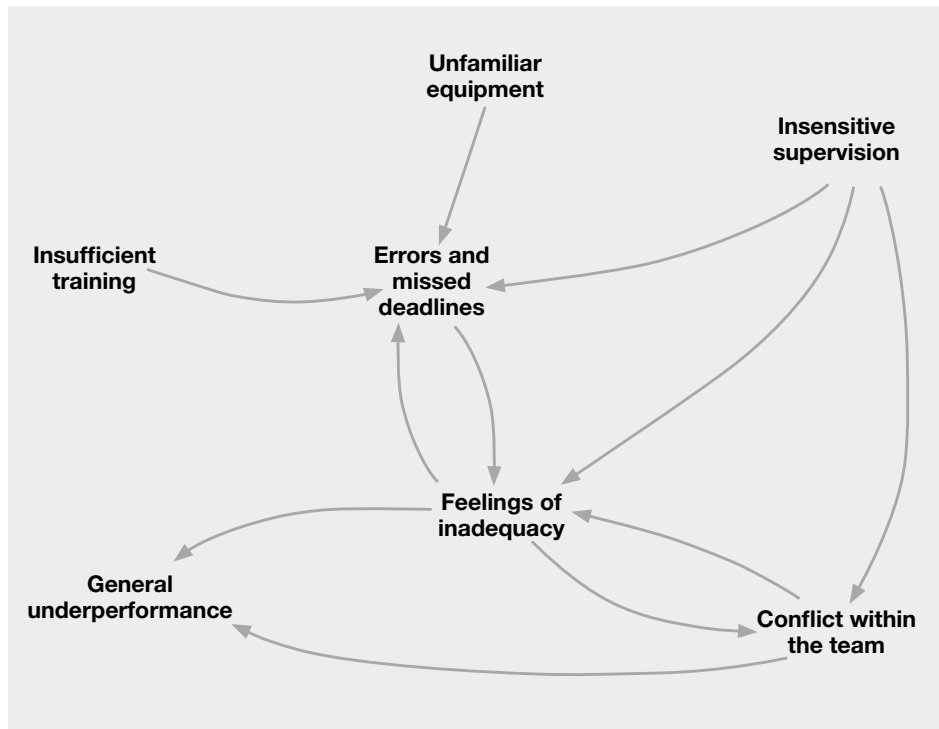 Unfamiliar
equipment
Insensitive
supervision
Insufficient
training
Errors and
missed
deadlines
Feelings of
inadequacy
General
underperformance
Conflict within
the team